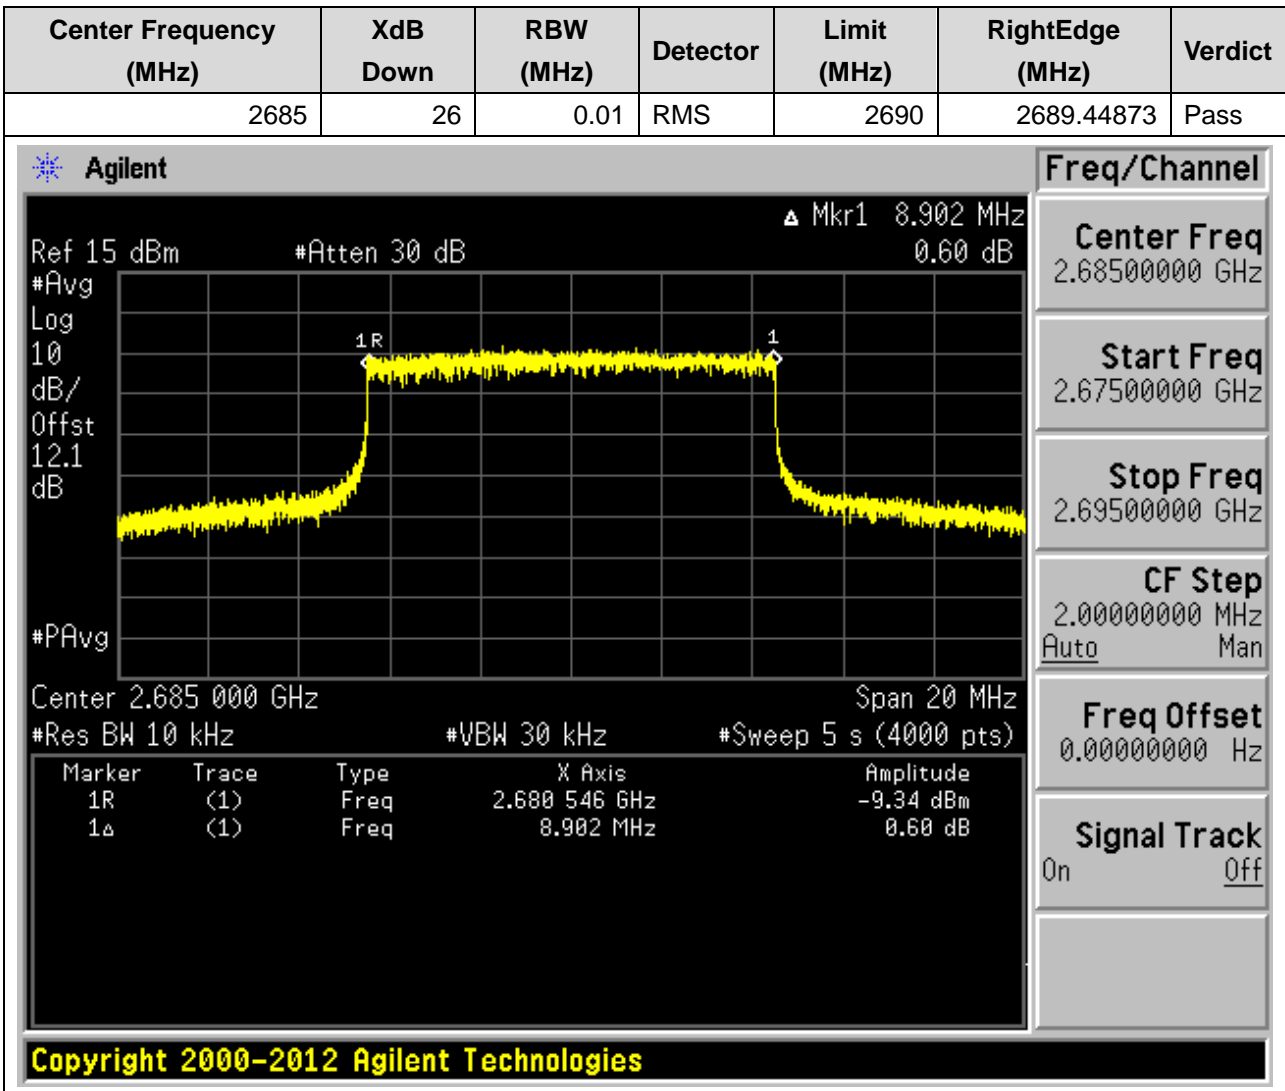 Center Frequency (MHz) XdB Down RBW (MHz) Detector Limit (MHz) RightEdge (MHz) Verdict
2685 26 0.01 RMS 2690 2689.44873 Pass
Agilent
Freq/Channel
Δ Mkr1 8.902 MHz
Ref 15 dBm #Atten 30 dB 0.60 dB
#Avg
Log
10
dB/
Offst
12.1
dB
1R
1
#PAvg
Center 2.685 000 GHz Span 20 MHz
#Res BW 10 kHz #VBW 30 kHz #Sweep 5 s (4000 pts)
Marker Trace Type X Axis Amplitude
1R (1) Freq 2.680 546 GHz -9.34 dBm
1Δ (1) Freq 8.902 MHz 0.60 dB
Center Freq
2.68500000 GHz
Start Freq
2.67500000 GHz
Stop Freq
2.69500000 GHz
CF Step
2.00000000 MHz
Auto Man
Freq Offset
0.00000000 Hz
Signal Track
On Off
Copyright 2000-2012 Agilent Technologies